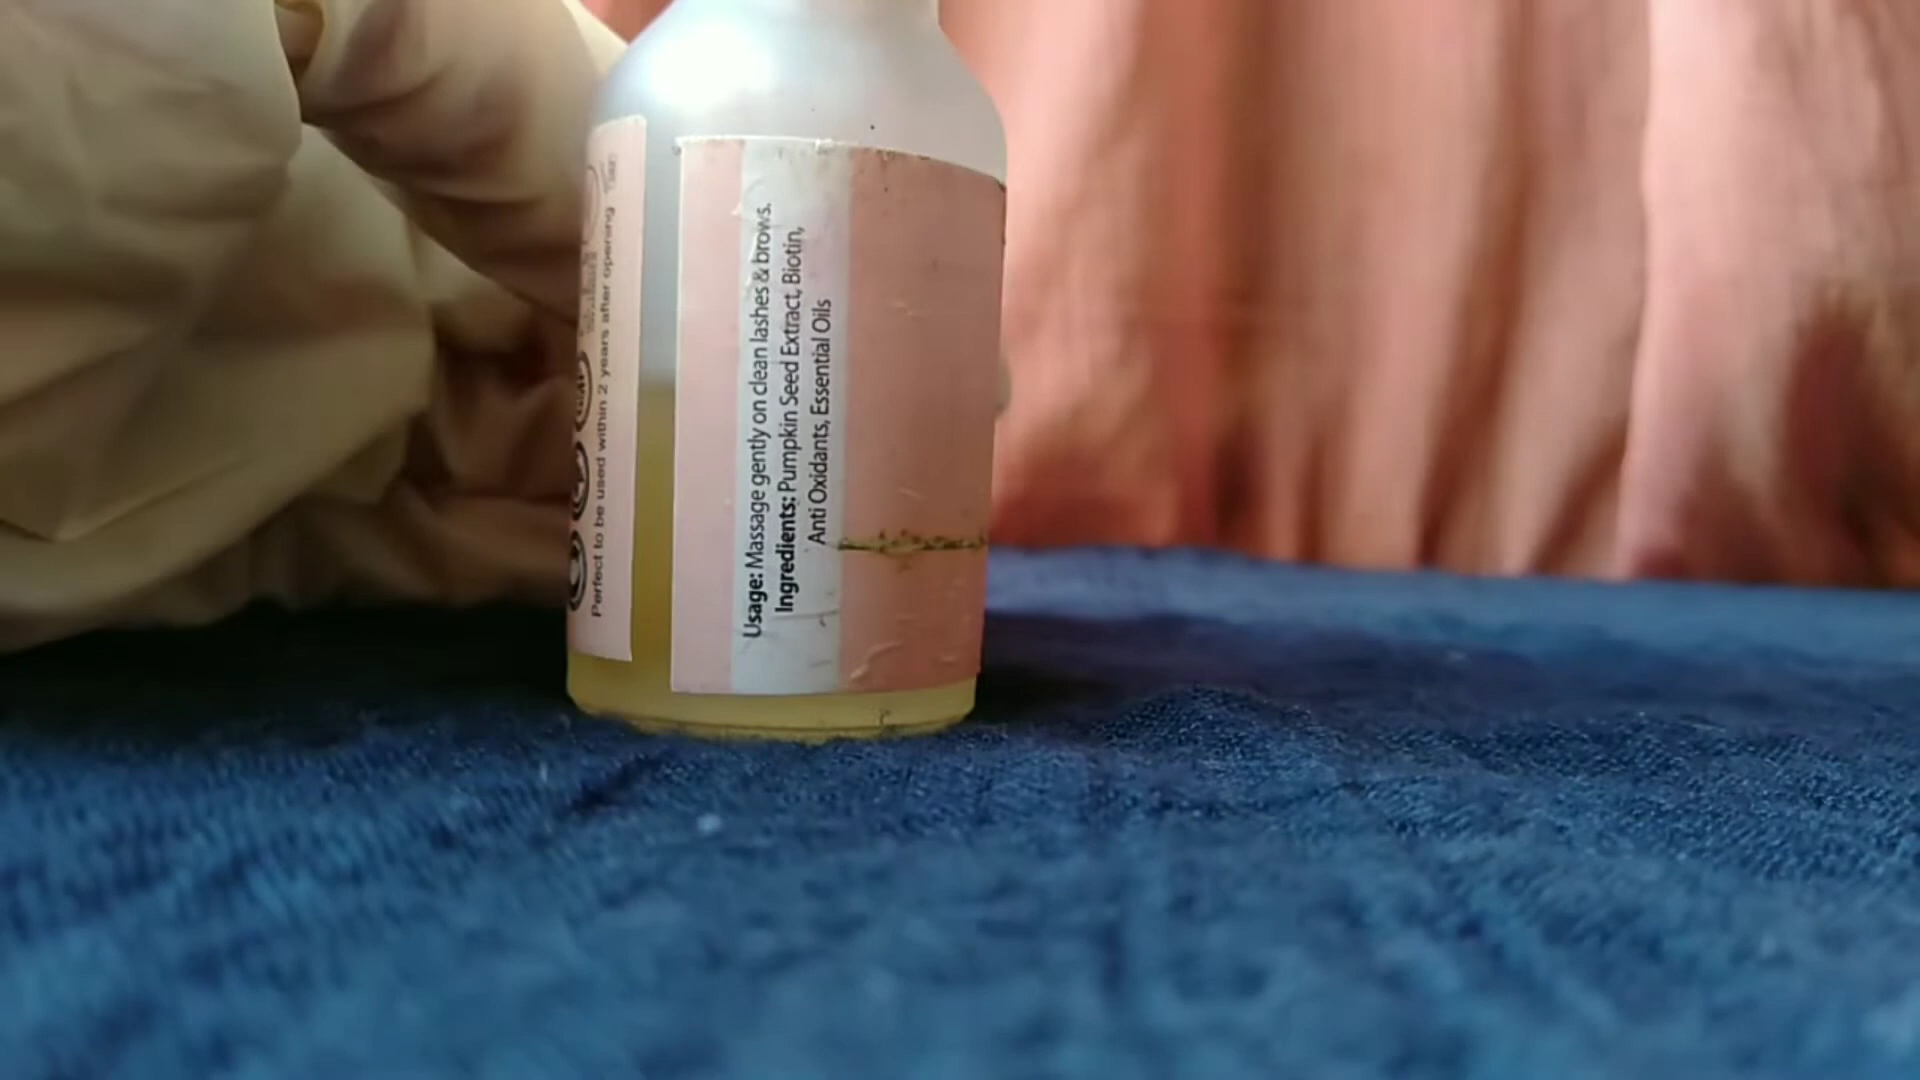 Perfect to be used within 2 years after opening
Usage: Massage gently on clean lashes & brows.
Ingredients: Pumpkin Seed Extract, Biotin,
Anti Oxidants, Essential Oils